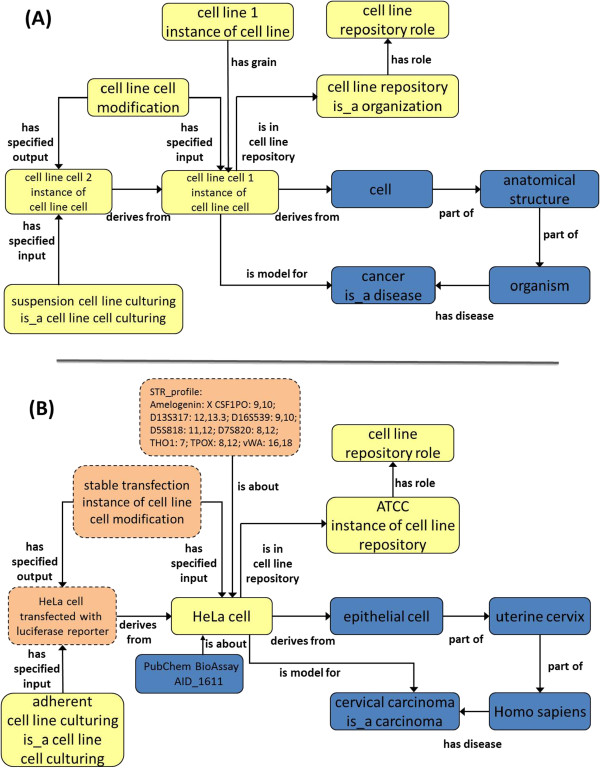 (A)
cell line 1
instance of cell line
cell line
repository role
has grain
has role
cell line cell
modification
cell line repository
is_a organization
has
specified
output
has
specified
input
is in
cell line
repository
cell line cell 2
instance of
cell line cell
derives from
cell line cell 1
instance of
cell line cell
derives from
cell
part of
anatomical
structure
has
specified
input
part of
is model for
suspension cell line culturing
is_a cell line cell culturing
cancer
is_a disease
organism
has disease
(B)
STR_profile:
Amelogenin: X CSF1PO: 9,10;
D13S317: 12,13.3; D16S539: 9,10;
D5S818: 11,12; D7S820: 8,12;
THO1: 7; TPOX: 8,12; vWA: 16,18
cell line
repository role
is about
has role
stable transfection
instance of cell line
cell modification
ATCC
instance of cell line
repository
has
specified
output
has
specified
input
is in
cell line
repository
HeLa cell
transfected with
luciferase reporter
derives
from
HeLa cell
derives from
epithelial cell
part of
uterine cervix
is about
has
specified
input
PubChem BioAssay
AID_1611
is model for
part of
adherent
cell line culturing
is_a cell line
cell culturing
cervical carcinoma
is_a carcinoma
Homo sapiens
has disease